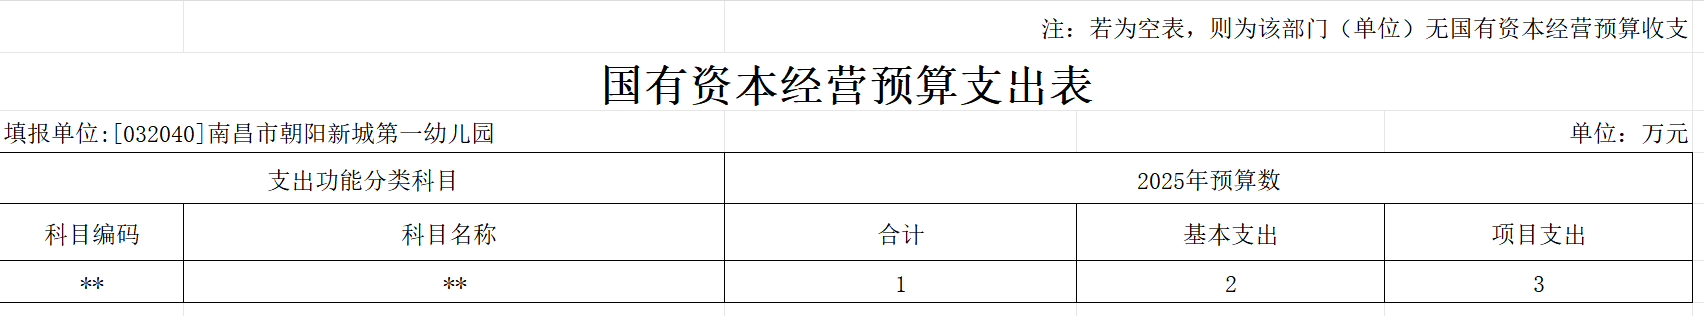 注：若为空表，则为该部门（单位）无国有资本经营预算收支
国有资本经营预算支出表
填报单位:[032040]南昌市朝阳新城第一幼儿园 单位：万元
支出功能分类科目 2025年预算数
科目编码 科目名称 合计 基本支出 项目支出
** ** 1 2 3